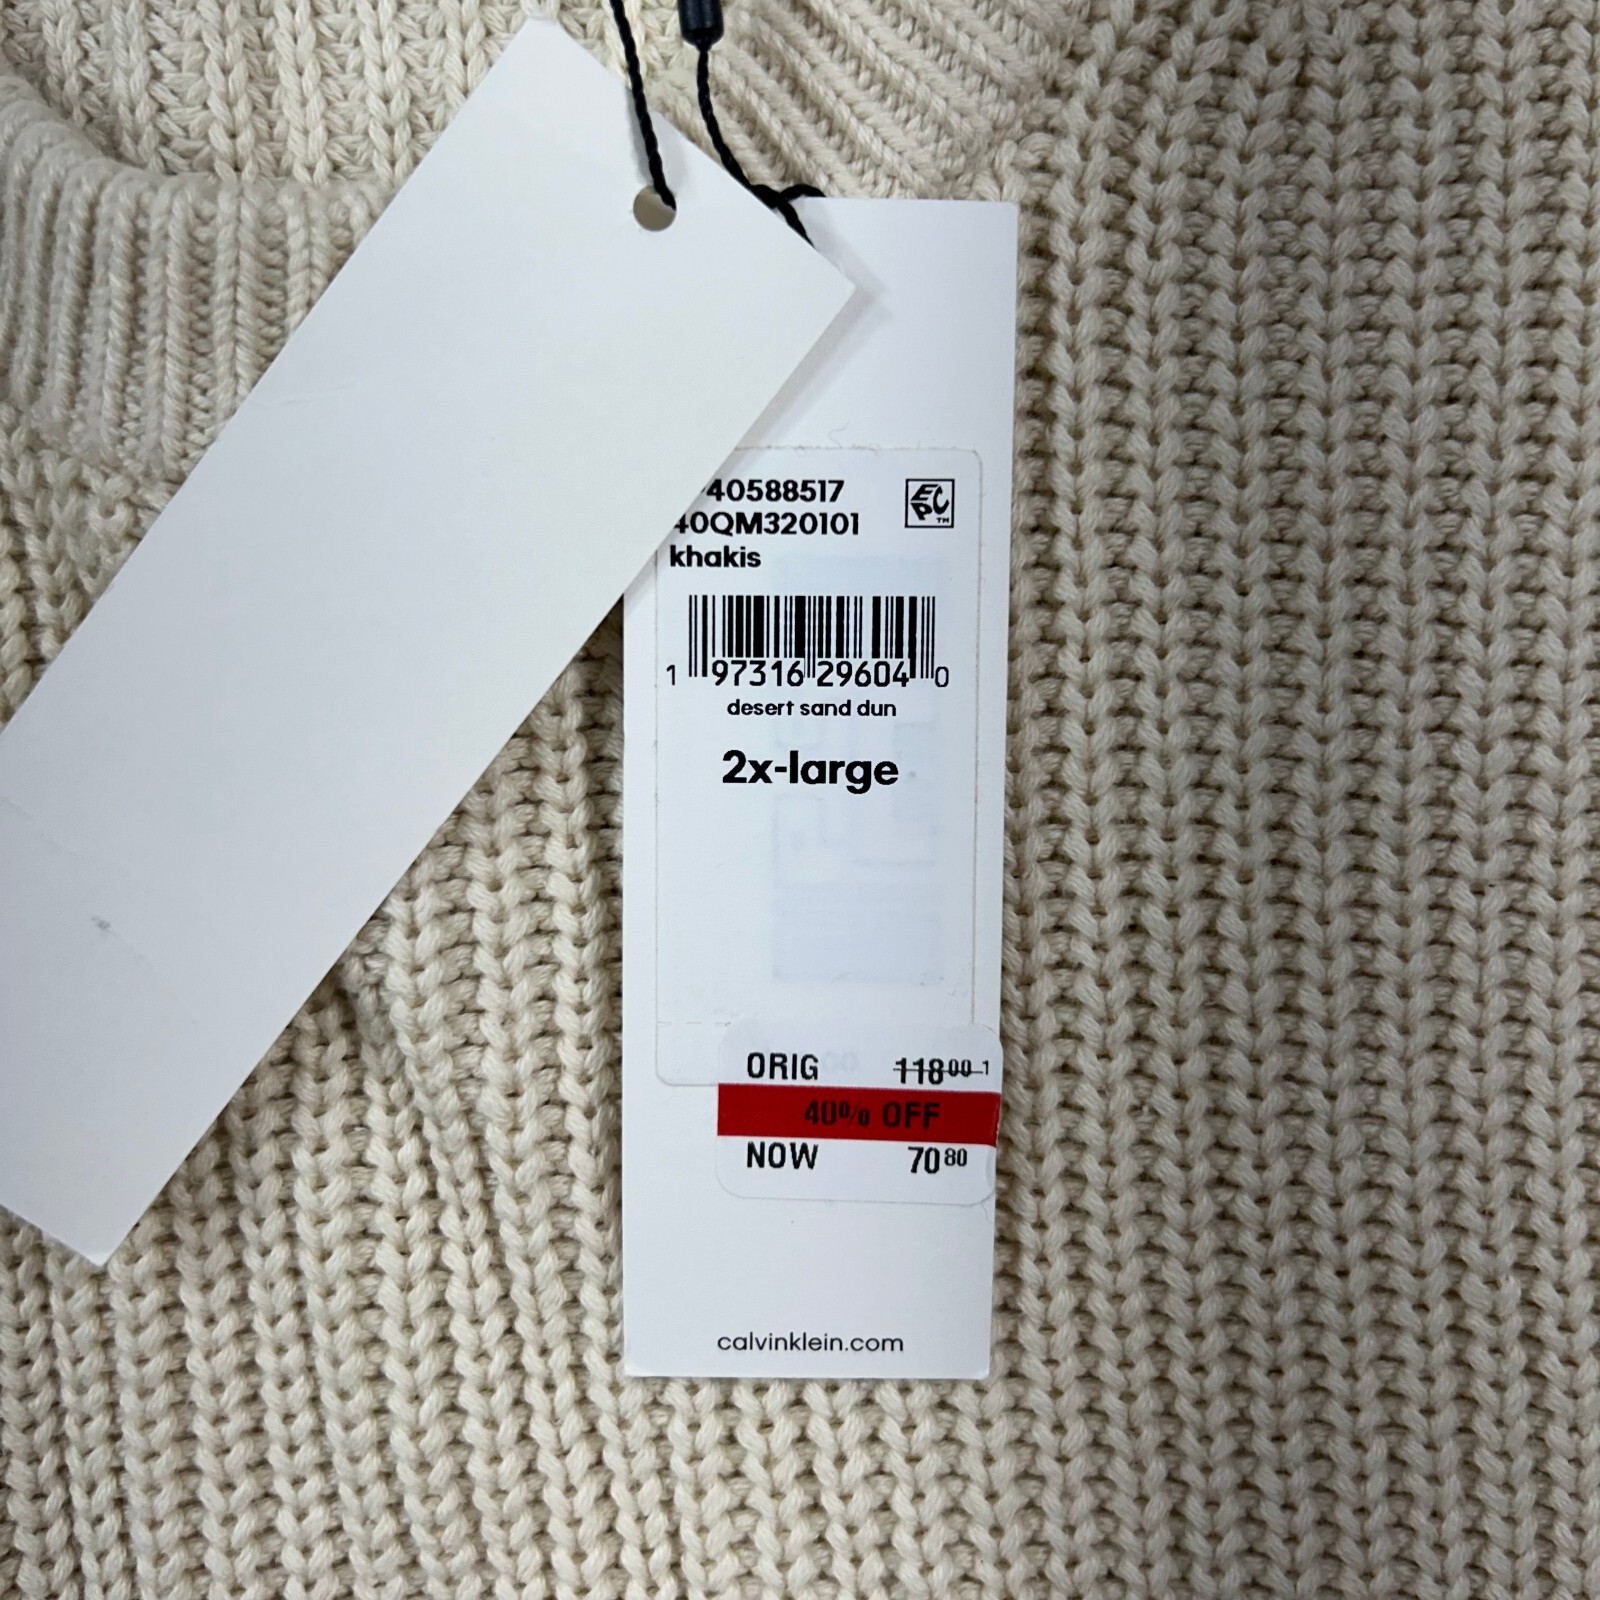 40588517
40QM320101
khakis
EPC™
1 97316 29604 0
desert sand dun
2x-large
ORIG 118 00 1
40% OFF
NOW 70 80
calvinklein.com